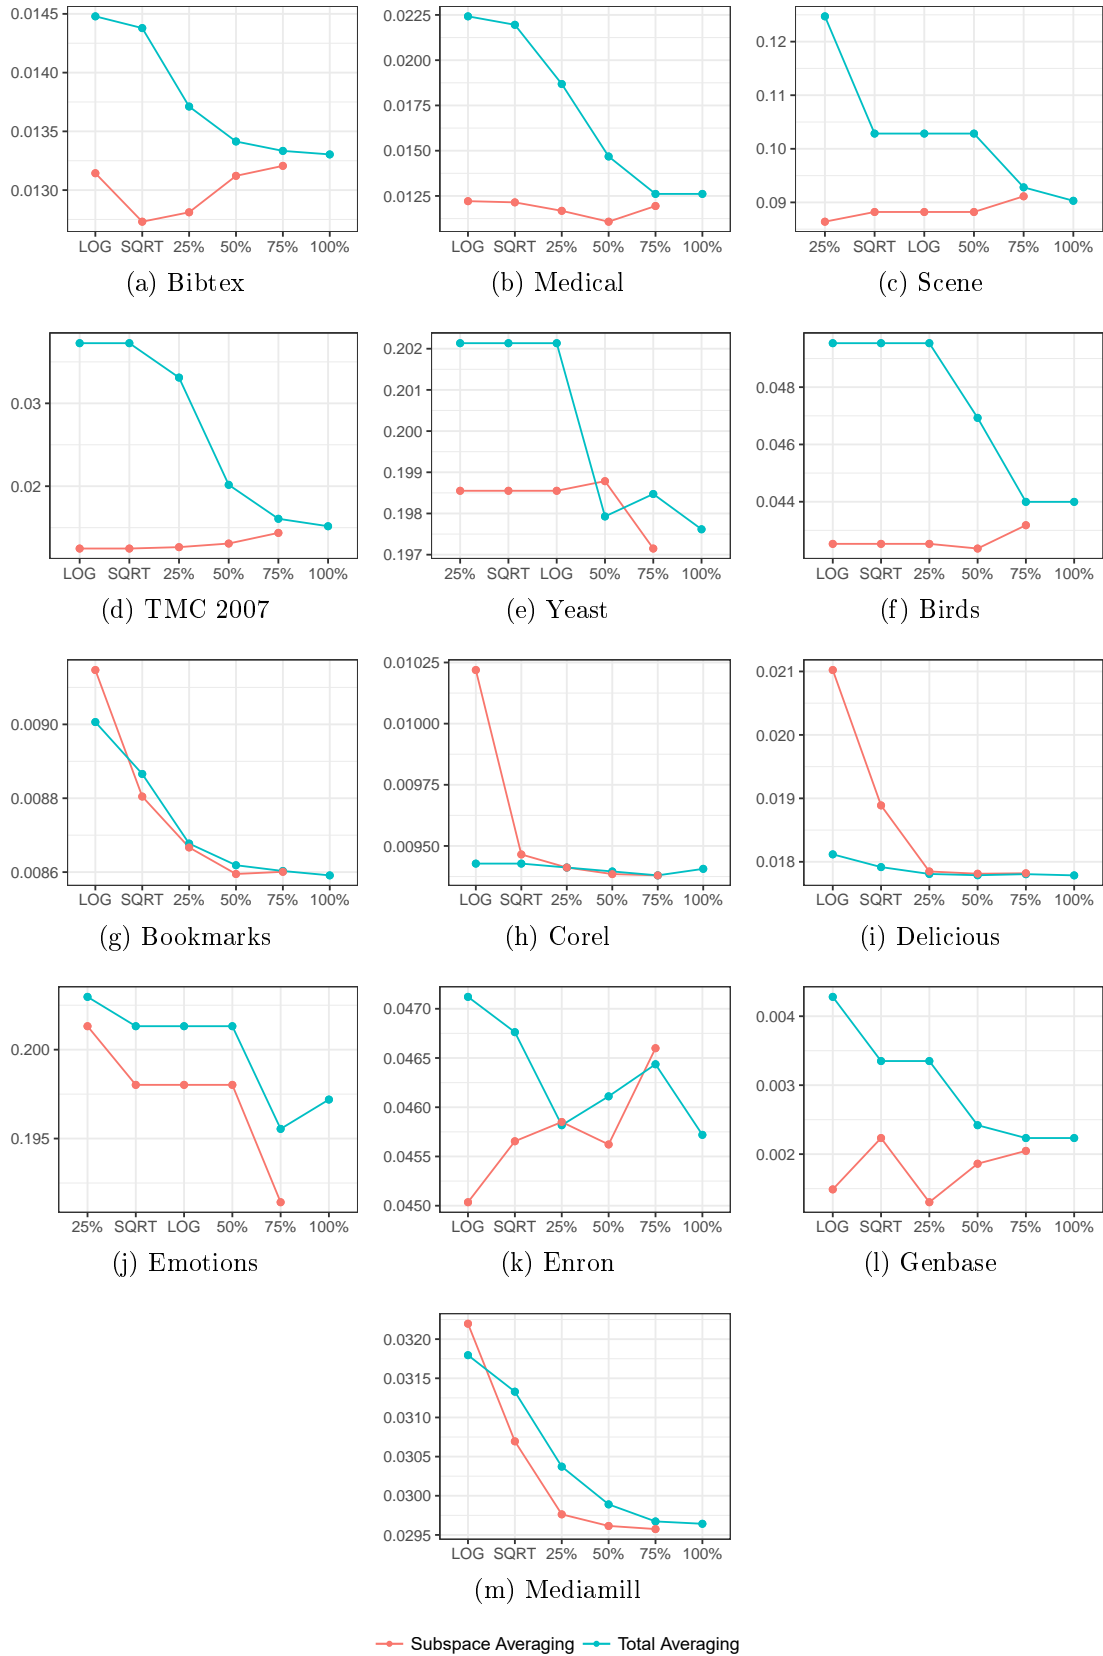 0.0145
0.0140
0.0135
0.0130
LOG SQRT 25% 50% 75% 100%
(a) Bibtex
0.0225
0.0200
0.0175
0.0150
0.0125
LOG SQRT 25% 50% 75% 100%
(b) Medical
0.12
0.11
0.10
0.09
25% SQRT LOG 50% 75% 100%
(c) Scene
0.03
0.02
LOG SQRT 25% 50% 75% 100%
(d) TMC 2007
0.202
0.201
0.200
0.199
0.198
0.197
25% SQRT LOG 50% 75% 100%
(e) Yeast
0.048
0.046
0.044
LOG SQRT 25% 50% 75% 100%
(f) Birds
0.0090
0.0088
0.0086
LOG SQRT 25% 50% 75% 100%
(g) Bookmarks
0.01025
0.01000
0.00975
0.00950
LOG SQRT 25% 50% 75% 100%
(h) Corel
0.021
0.020
0.019
0.018
LOG SQRT 25% 50% 75% 100%
(i) Delicious
0.200
0.195
25% SQRT LOG 50% 75% 100%
(j) Emotions
0.0470
0.0465
0.0460
0.0455
0.0450
LOG SQRT 25% 50% 75% 100%
(k) Enron
0.004
0.003
0.002
LOG SQRT 25% 50% 75% 100%
(l) Genbase
0.0320
0.0315
0.0310
0.0305
0.0300
0.0295
LOG SQRT 25% 50% 75% 100%
(m) Mediamill
Subspace Averaging Total Averaging